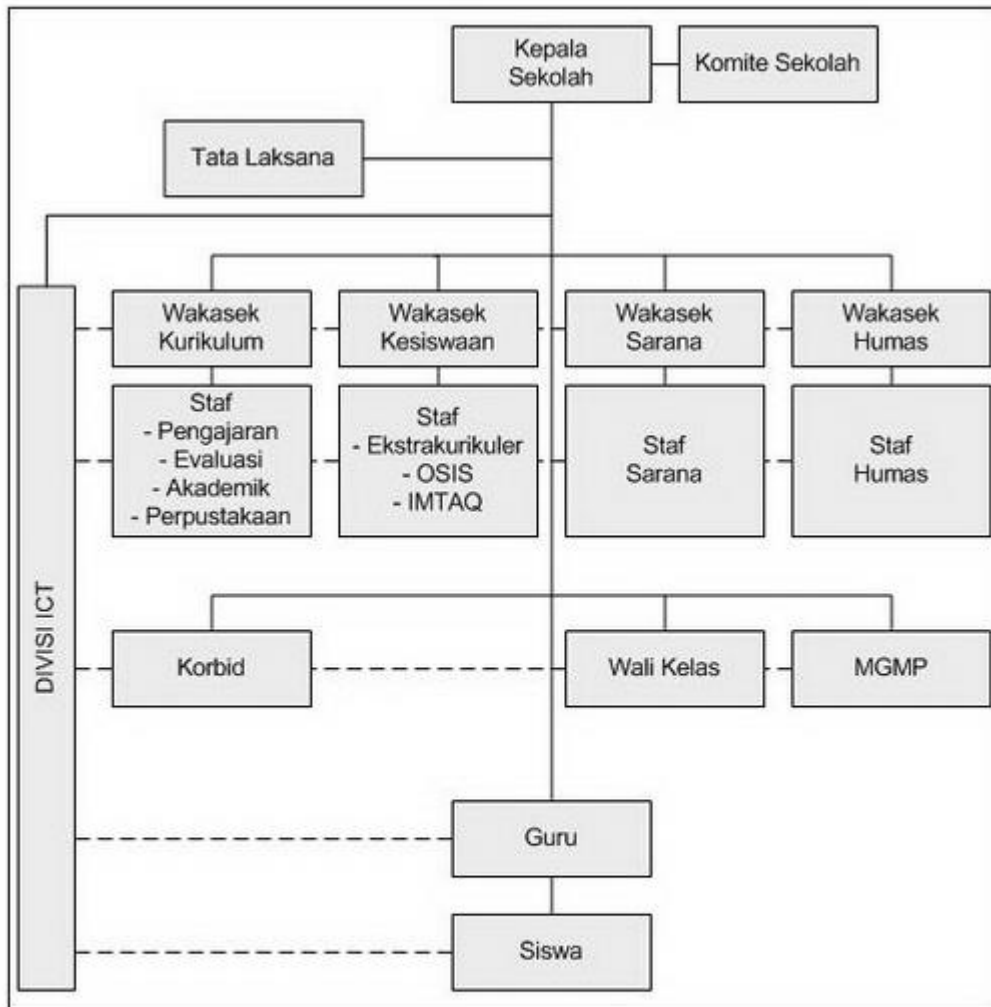 Kepala
Sekolah
Komite Sekolah
Tata Laksana
Wakasek
Kurikulum
Wakasek
Kesiswaan
Wakasek
Sarana
Wakasek
Humas
Staf
- Pengajaran
- Evaluasi
- Akademik
- Perpustakaan
Staf
- Ekstrakurikuler
- OSIS
- IMTAQ
Staf
Sarana
Staf
Humas
DIVISI ICT
Korbid
Wali Kelas
MGMP
Guru
Siswa